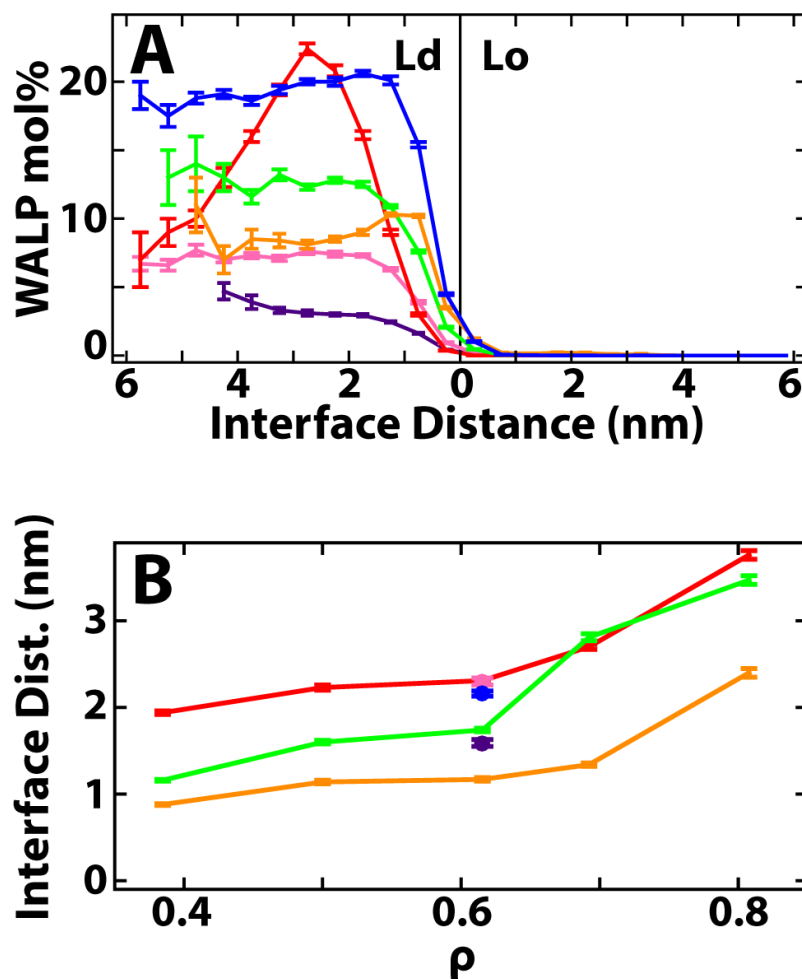 A
Ld
Lo
WALP mol%
20
10
0
6 4 2 0 2 4 6
Interface Distance (nm)
B
Interface Dist. (nm)
3
2
1
0
0.4 0.6 0.8
ρ